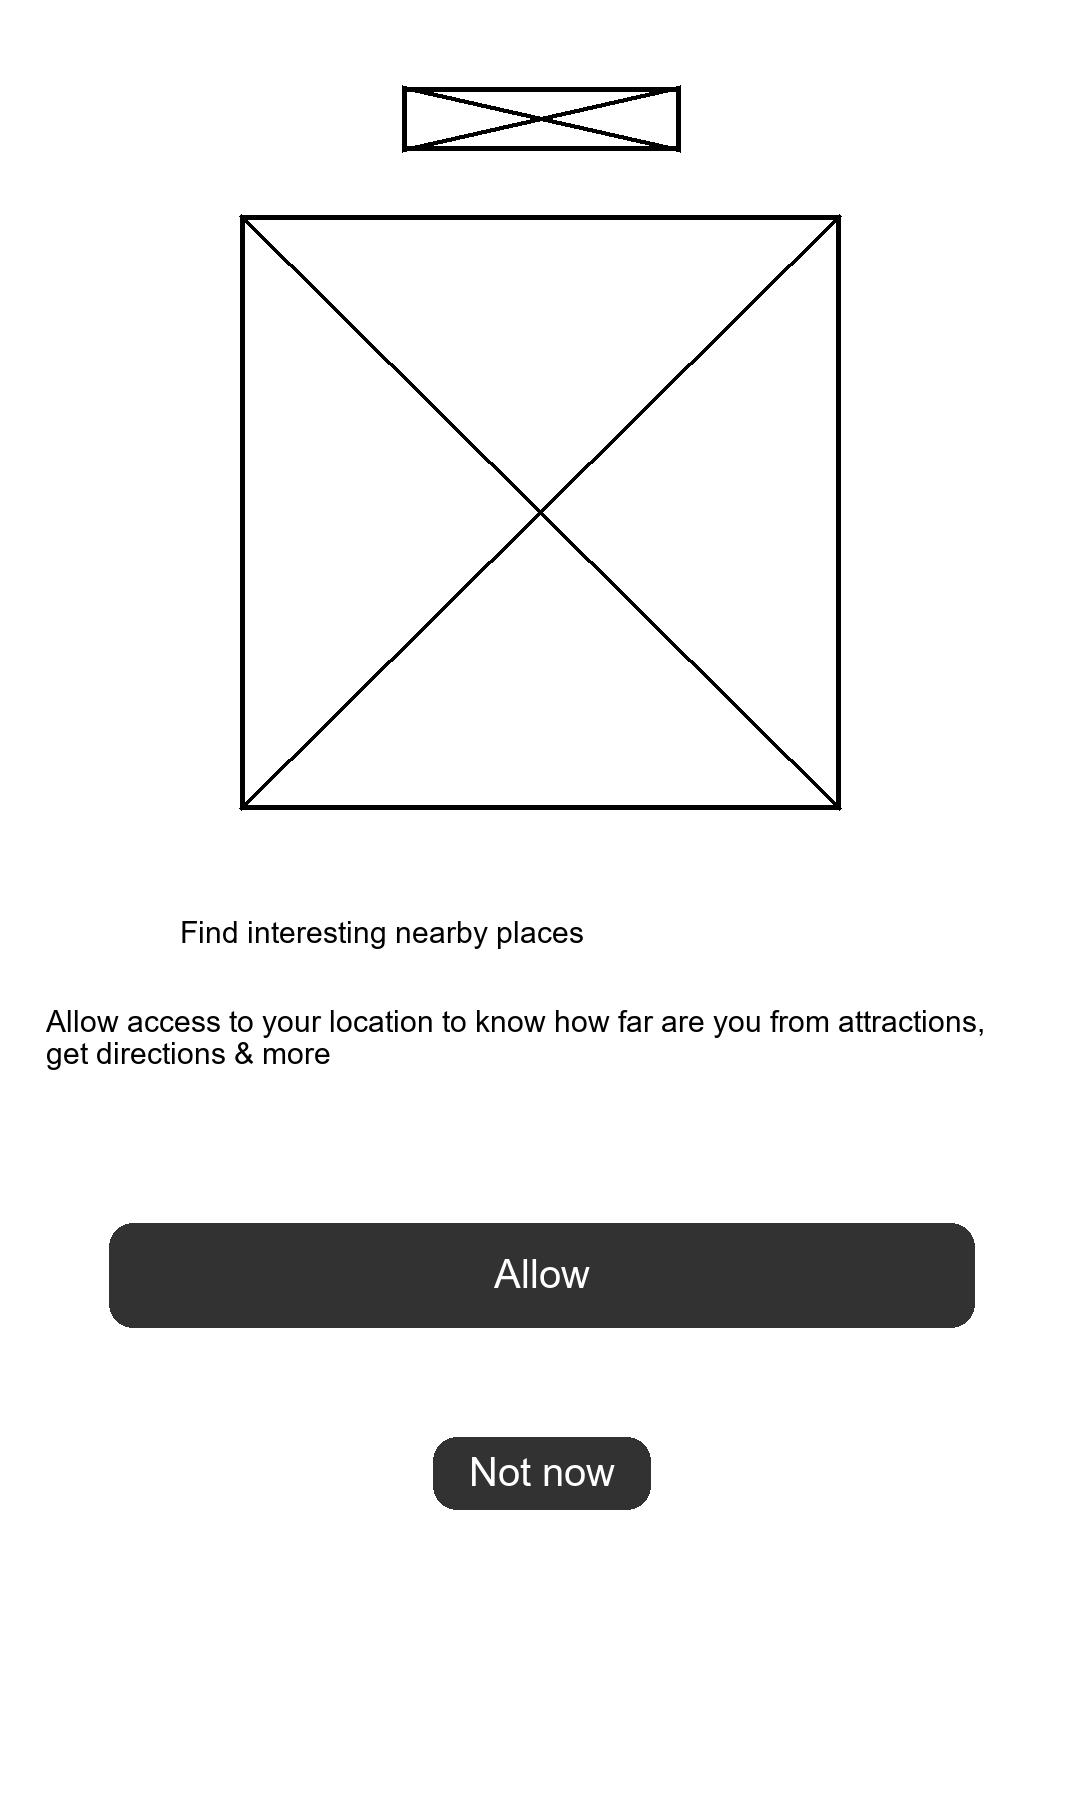 Find interesting nearby places
Allow access to your location to know how far are you from attractions,
get directions & more
Allow
Not now